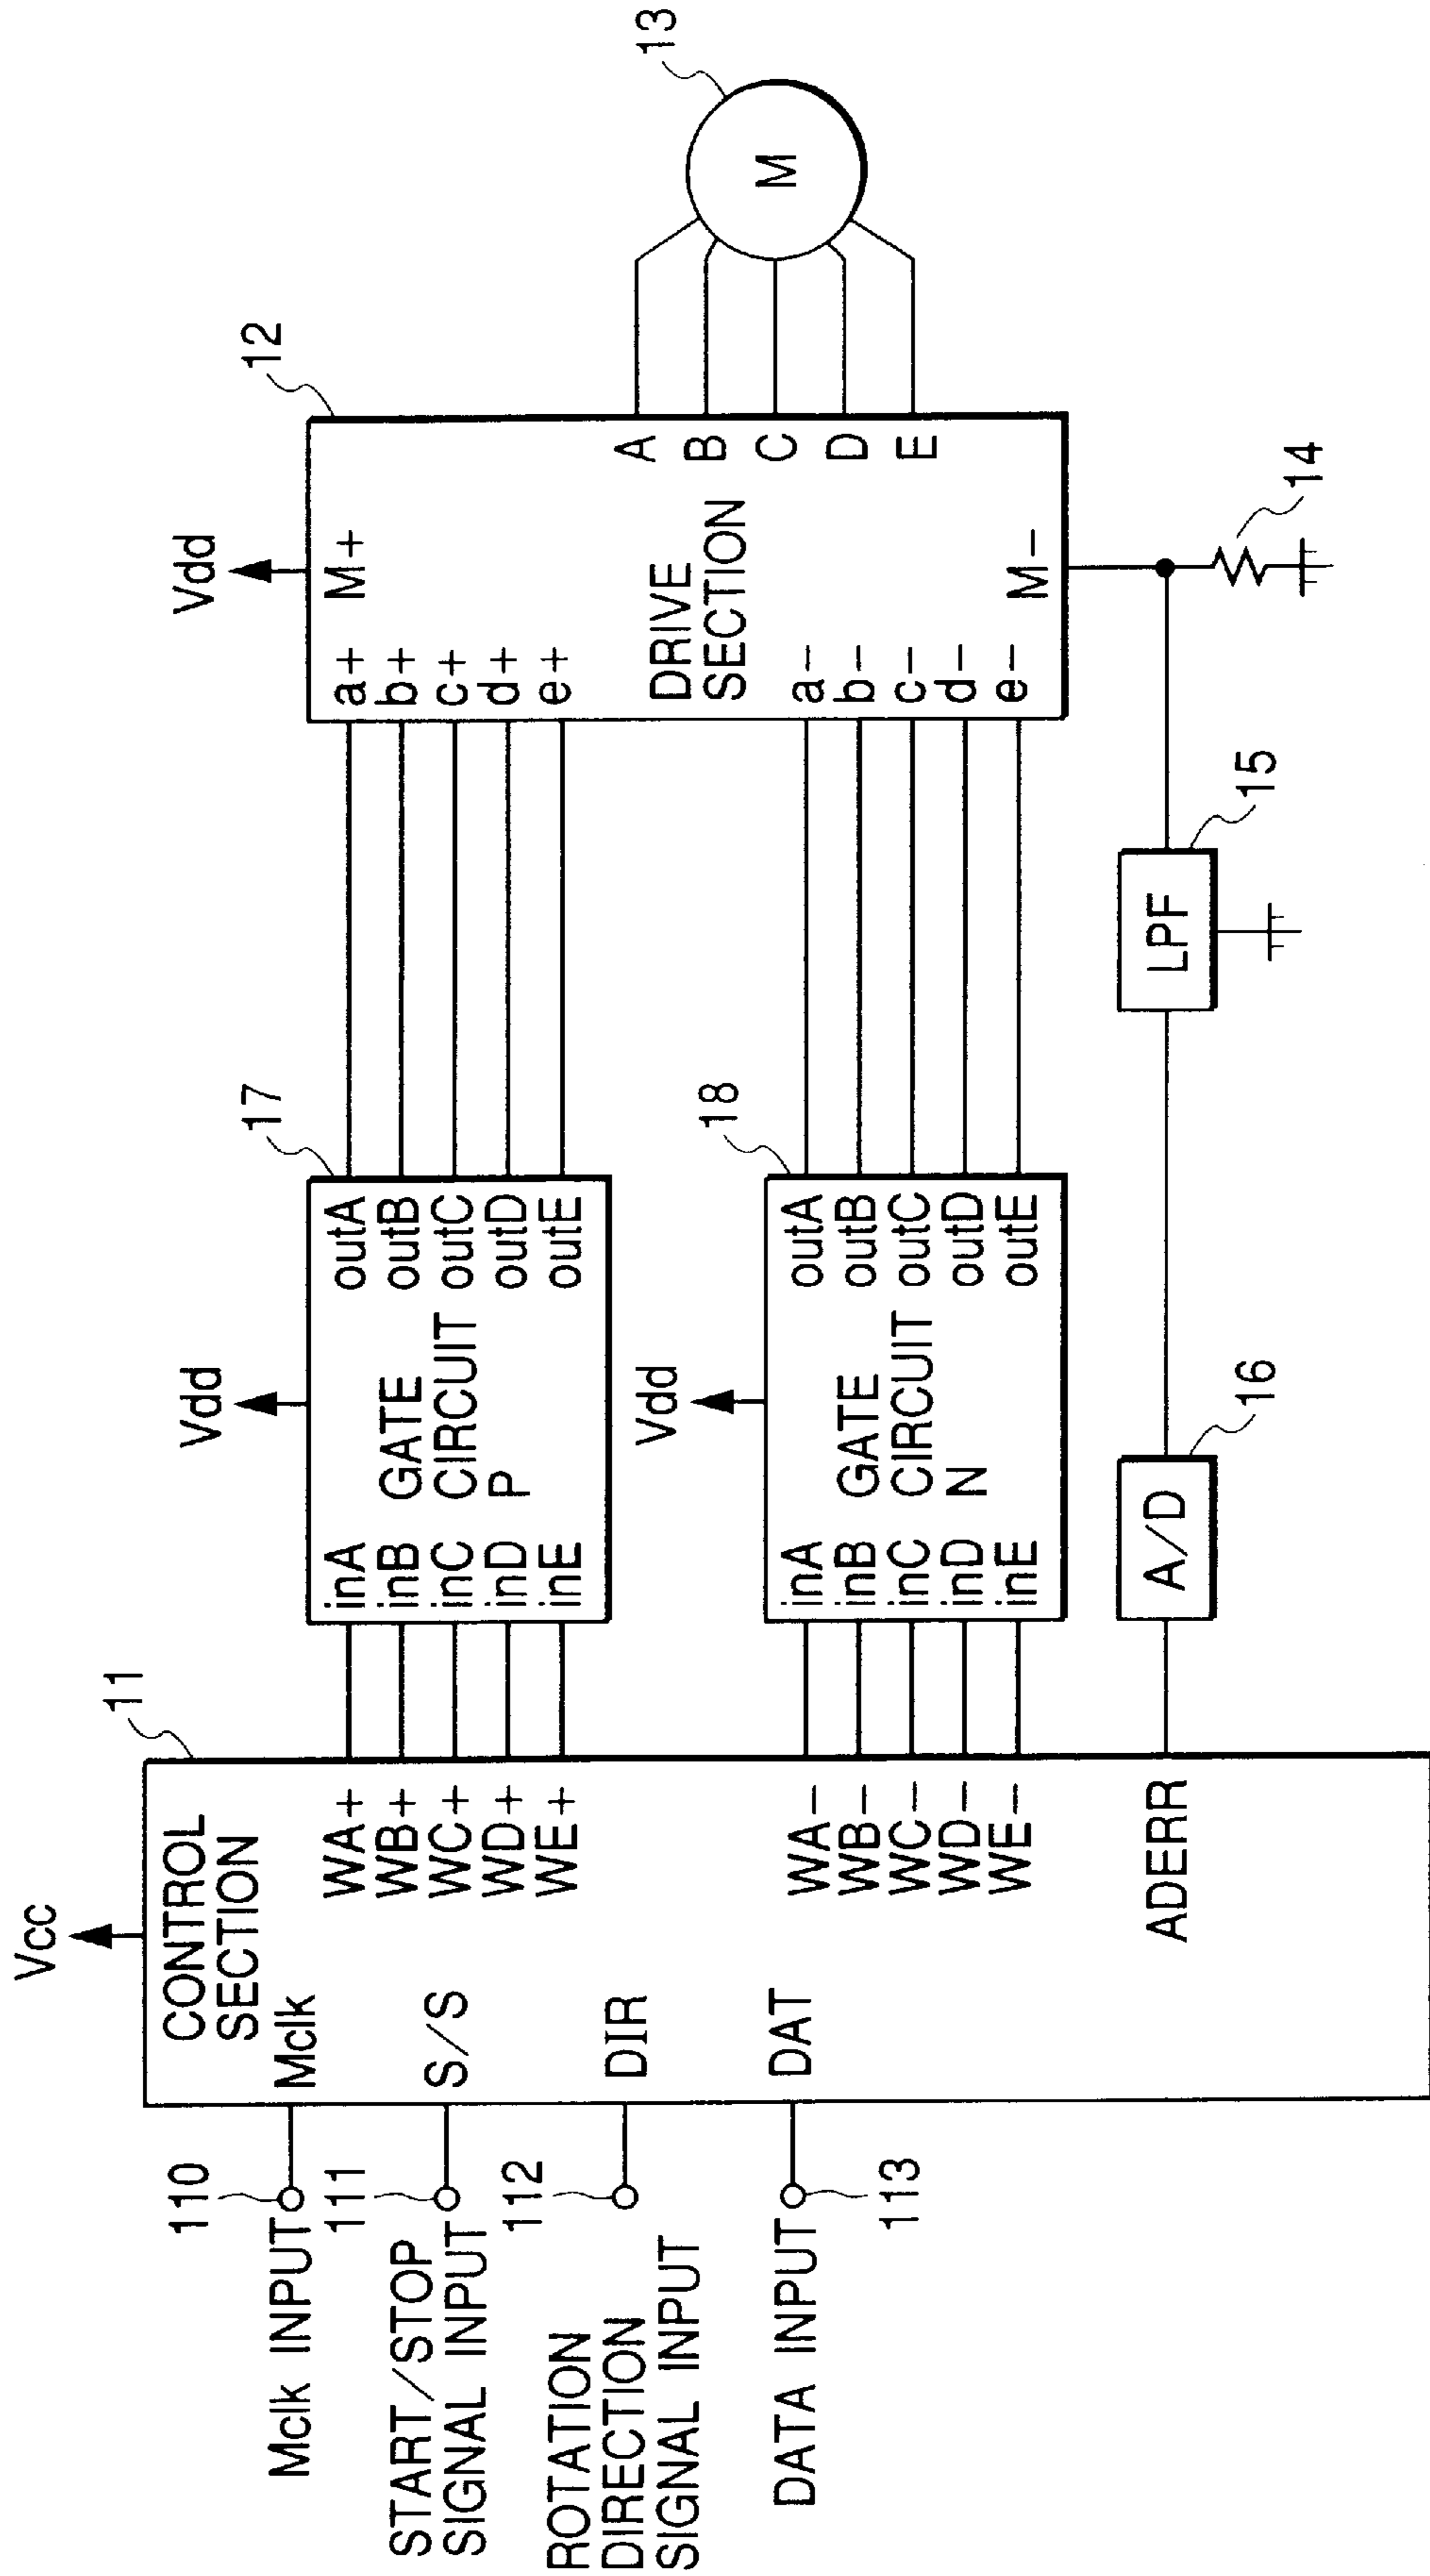 Vcc
CONTROL
SECTION
11
Mclk INPUT
110
Mclk
START/STOP
SIGNAL INPUT
111
S/S
ROTATION
DIRECTION
SIGNAL INPUT
112
DIR
DATA INPUT
113
DAT
WA+
WB+
WC+
WD+
WE+
WA−
WB−
WC−
WD−
WE−
ADERR
Vdd
17
inA
inB
inC
inD
inE
GATE
CIRCUIT
P
outA
outB
outC
outD
outE
Vdd
18
inA
inB
inC
inD
inE
GATE
CIRCUIT
N
outA
outB
outC
outD
outE
A/D
16
LPF
15
Vdd
12
M+
a+
b+
c+
d+
e+
DRIVE
SECTION
a−
b−
c−
d−
e−
M−
A
B
C
D
E
14
M
13